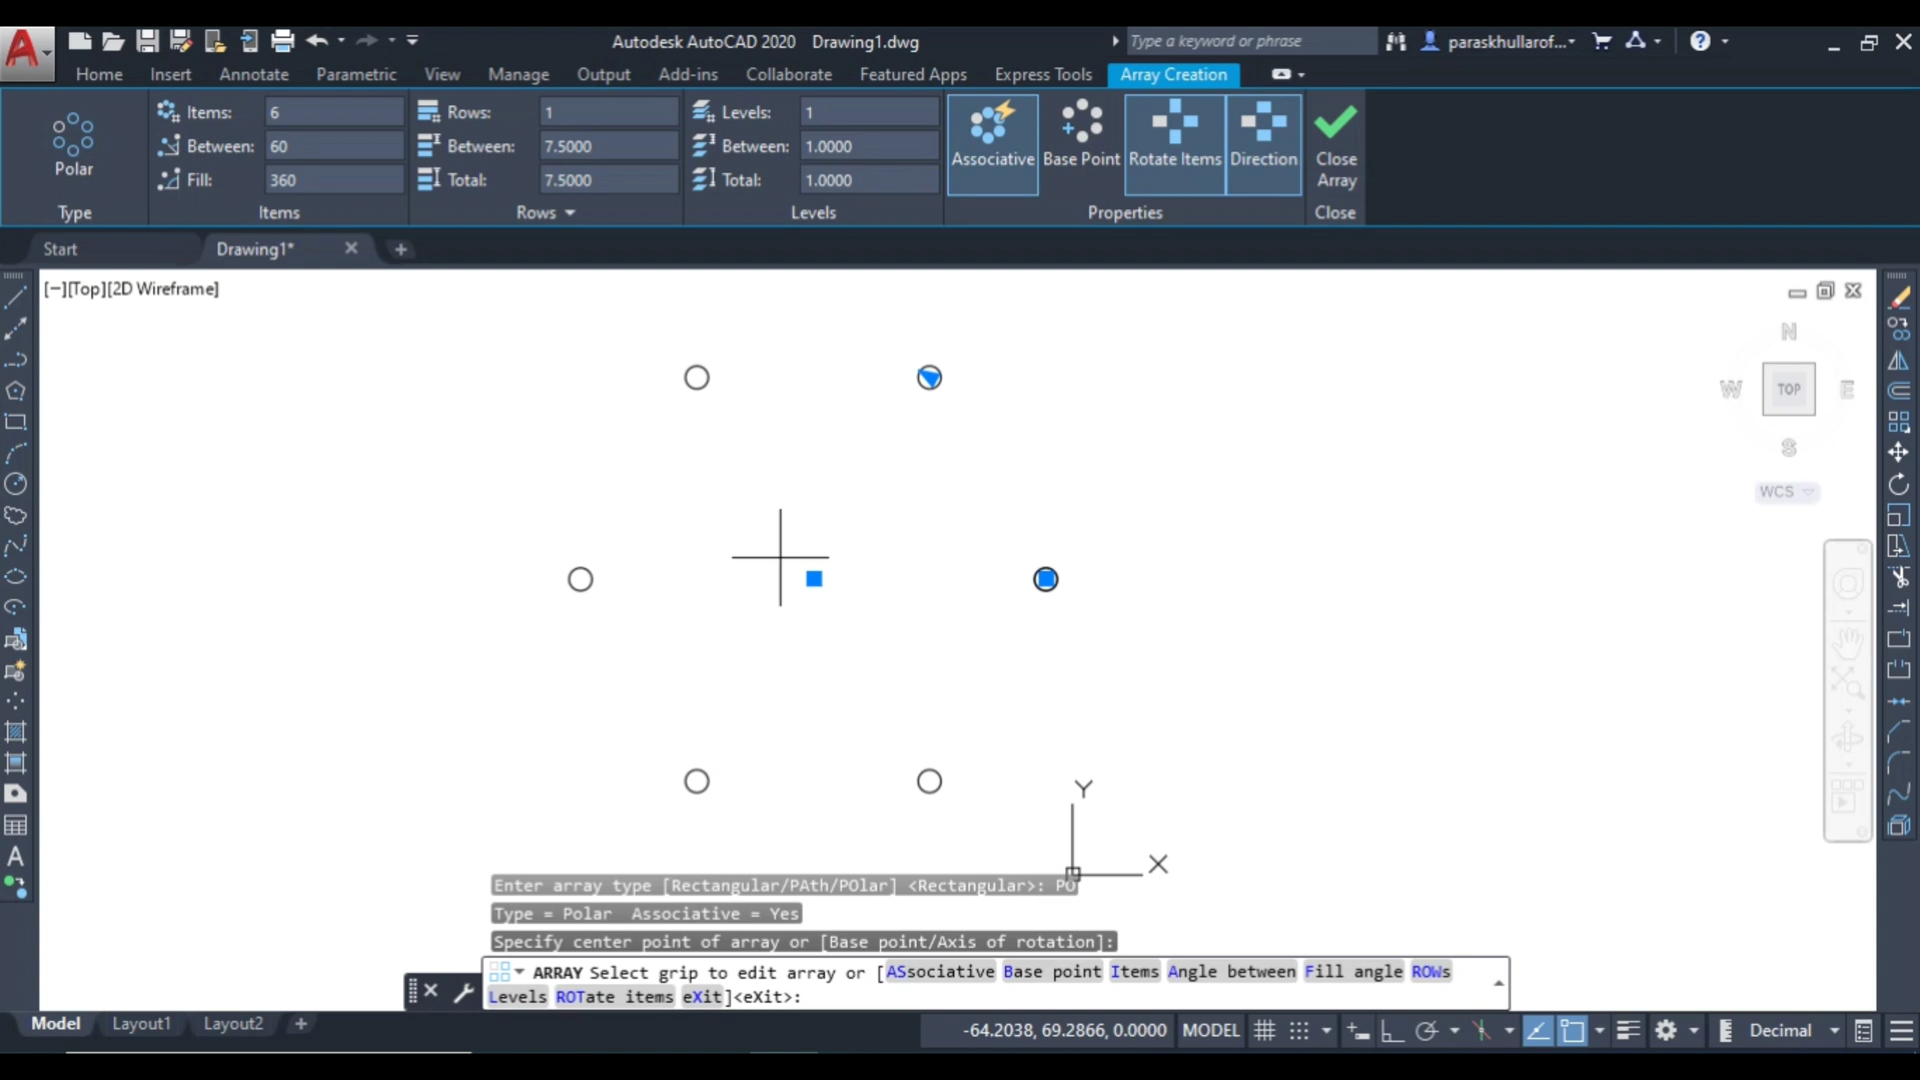 Autodesk AutoCAD 2020 Drawing1.dwg
Type a keyword or phrase
paraskhullarof...
Home Insert Annotate Parametric View Manage Output Add-ins Collaborate Featured Apps Express Tools Array Creation
Polar
Type
Items: 6
Between: 60
Fill: 360
Items
Rows: 1
Between: 7.5000
Total: 7.5000
Rows
Levels: 1
Between: 1.0000
Total: 1.0000
Levels
Associative
Base Point
Rotate Items
Direction
Properties
Close
Array
Close
Start
Drawing1*
[−][Top][2D Wireframe]
N
W TOP E
S
WCS
Y
X
Enter array type [Rectangular/PAth/POlar] <Rectangular>: PO
Type = Polar Associative = Yes
Specify center point of array or [Base point/Axis of rotation]:
ARRAY Select grip to edit array or [ASsociative Base point Items Angle between Fill angle ROWs
Levels ROTate items eXit]<eXit>:
Model Layout1 Layout2
-64.2038, 69.2866, 0.0000 MODEL
Decimal